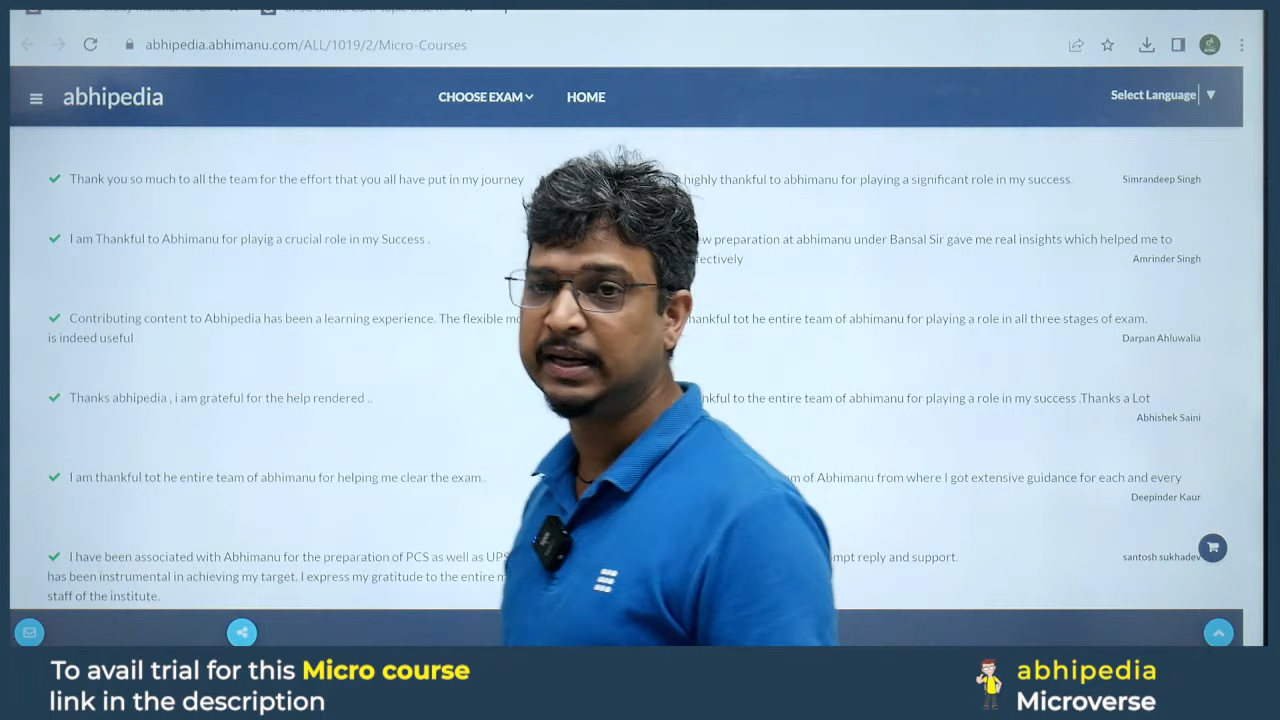 abhipedia.abhimanu.com/ALL/1019/2/Micro-Courses
abhipedia
CHOOSE EXAM
HOME
Select Language
Thank you so much to all the team for the effort that you all have put in my journey
highly thankful to abhimanu for playing a significant role in my success.
Simrandeep Singh
I am Thankful to Abhimanu for playig a crucial role in my Success .
preparation at abhimanu under Bansal Sir gave me real insights which helped me to
Amrinder Singh
Contributing content to Abhipedia has been a learning experience. The flexible
is indeed useful
tot he entire team of abhimanu for playing a role in all three stages of exam.
Darpan Ahluwalia
Thanks abhipedia , i am grateful for the help rendered ..
to the entire team of abhimanu for playing a role in my success .Thanks a Lot
Abhishek Saini
I am thankful tot he entire team of abhimanu for helping me clear the exam..
of Abhimanu from where I got extensive guidance for each and every
Deepinder Kaur
I have been associated with Abhimanu for the preparation of PCS as well as
has been instrumental in achieving my target. I express my gratitude to the entire
staff of the institute.
reply and support.
santosh sukhadev
To avail trial for this Micro course
link in the description
abhipedia
Microverse